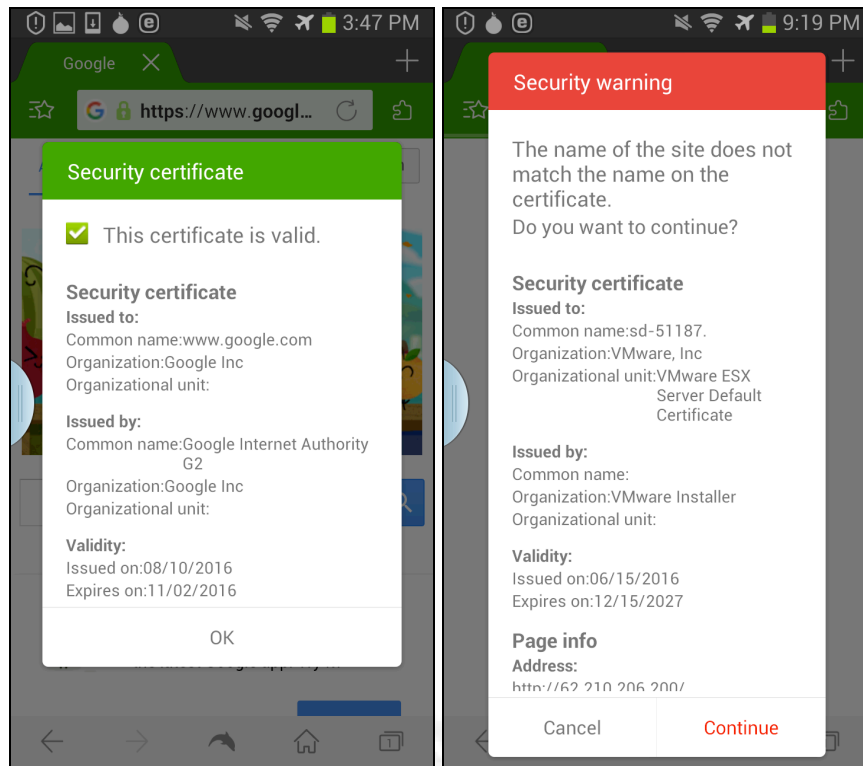 3:47 PM
Google
https://www.googl...
Security certificate
This certificate is valid.
Security certificate
Issued to:
Common name:www.google.com
Organization:Google Inc
Organizational unit:
Issued by:
Common name:Google Internet Authority
G2
Organization:Google Inc
Organizational unit:
Validity:
Issued on:08/10/2016
Expires on:11/02/2016
OK
1
9:19 PM
Security warning
The name of the site does not
match the name on the
certificate.
Do you want to continue?
Security certificate
Issued to:
Common name:sd-51187.
Organization:VMware, Inc
Organizational unit:VMware ESX
Server Default
Certificate
Issued by:
Common name:
Organization:VMware Installer
Organizational unit:
Validity:
Issued on:06/15/2016
Expires on:12/15/2027
Page info
Address:
http://62.210.206.200/
Cancel
Continue